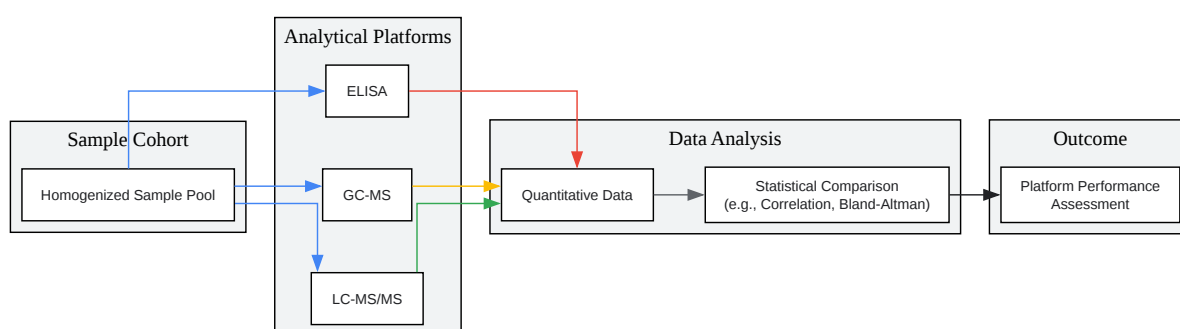 Analytical Platforms
ELISA
Sample Cohort
Homogenized Sample Pool
GC-MS
LC-MS/MS
Data Analysis
Quantitative Data
Statistical Comparison
(e.g., Correlation, Bland-Altman)
Outcome
Platform Performance
Assessment